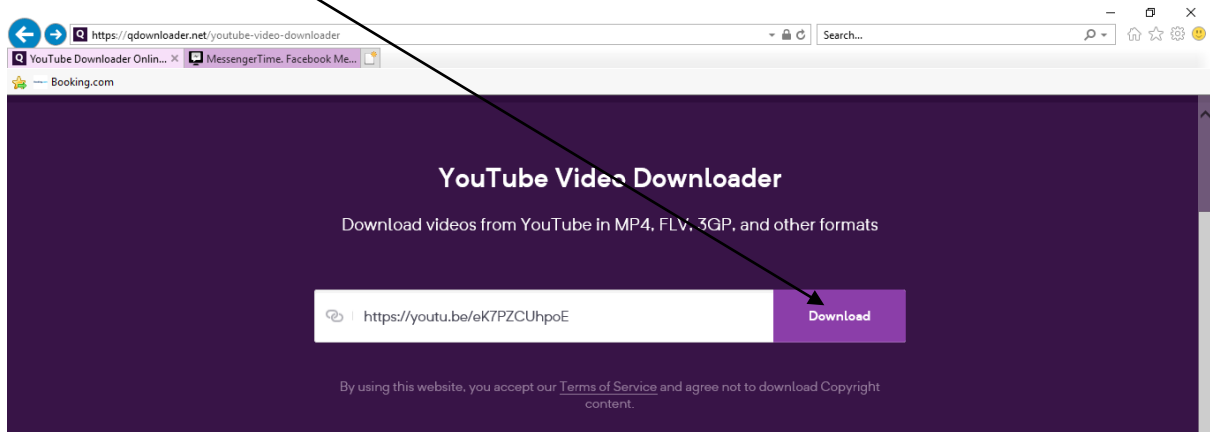 https://qdownloader.net/youtube-video-downloader
Search...
YouTube Downloader Onlin...
MessengerTime. Facebook Me...
Booking.com
YouTube Video Downloader
Download videos from YouTube in MP4, FLV, 3GP, and other formats
https://youtu.be/eK7PZCUhpoE
Download
By using this website, you accept our Terms of Service and agree not to download Copyright
content.